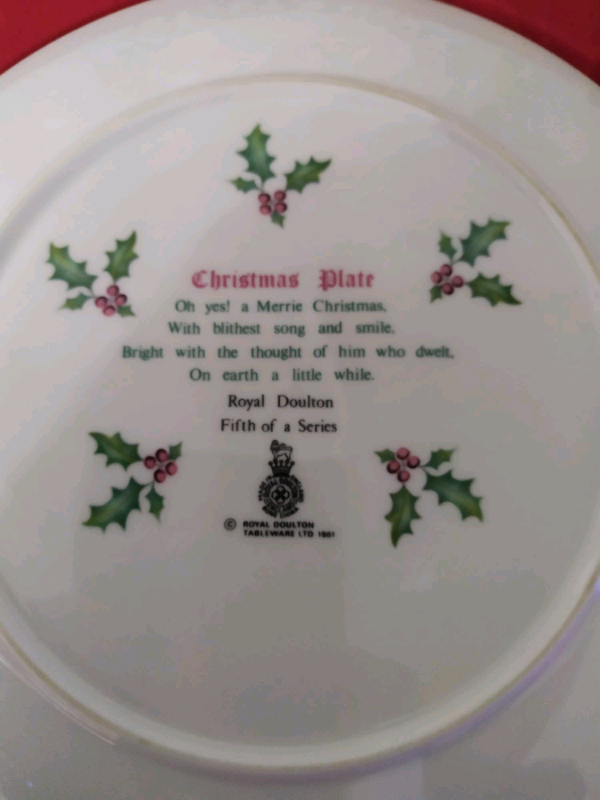 Christmas Plate
Oh yes! a Merrie Christmas,
With blithest song and smile,
Bright with the thought of him who dwelt,
On earth a little while.
Royal Doulton
Fifth of a Series
© ROYAL DOULTON
TABLEWARE LTD 1981